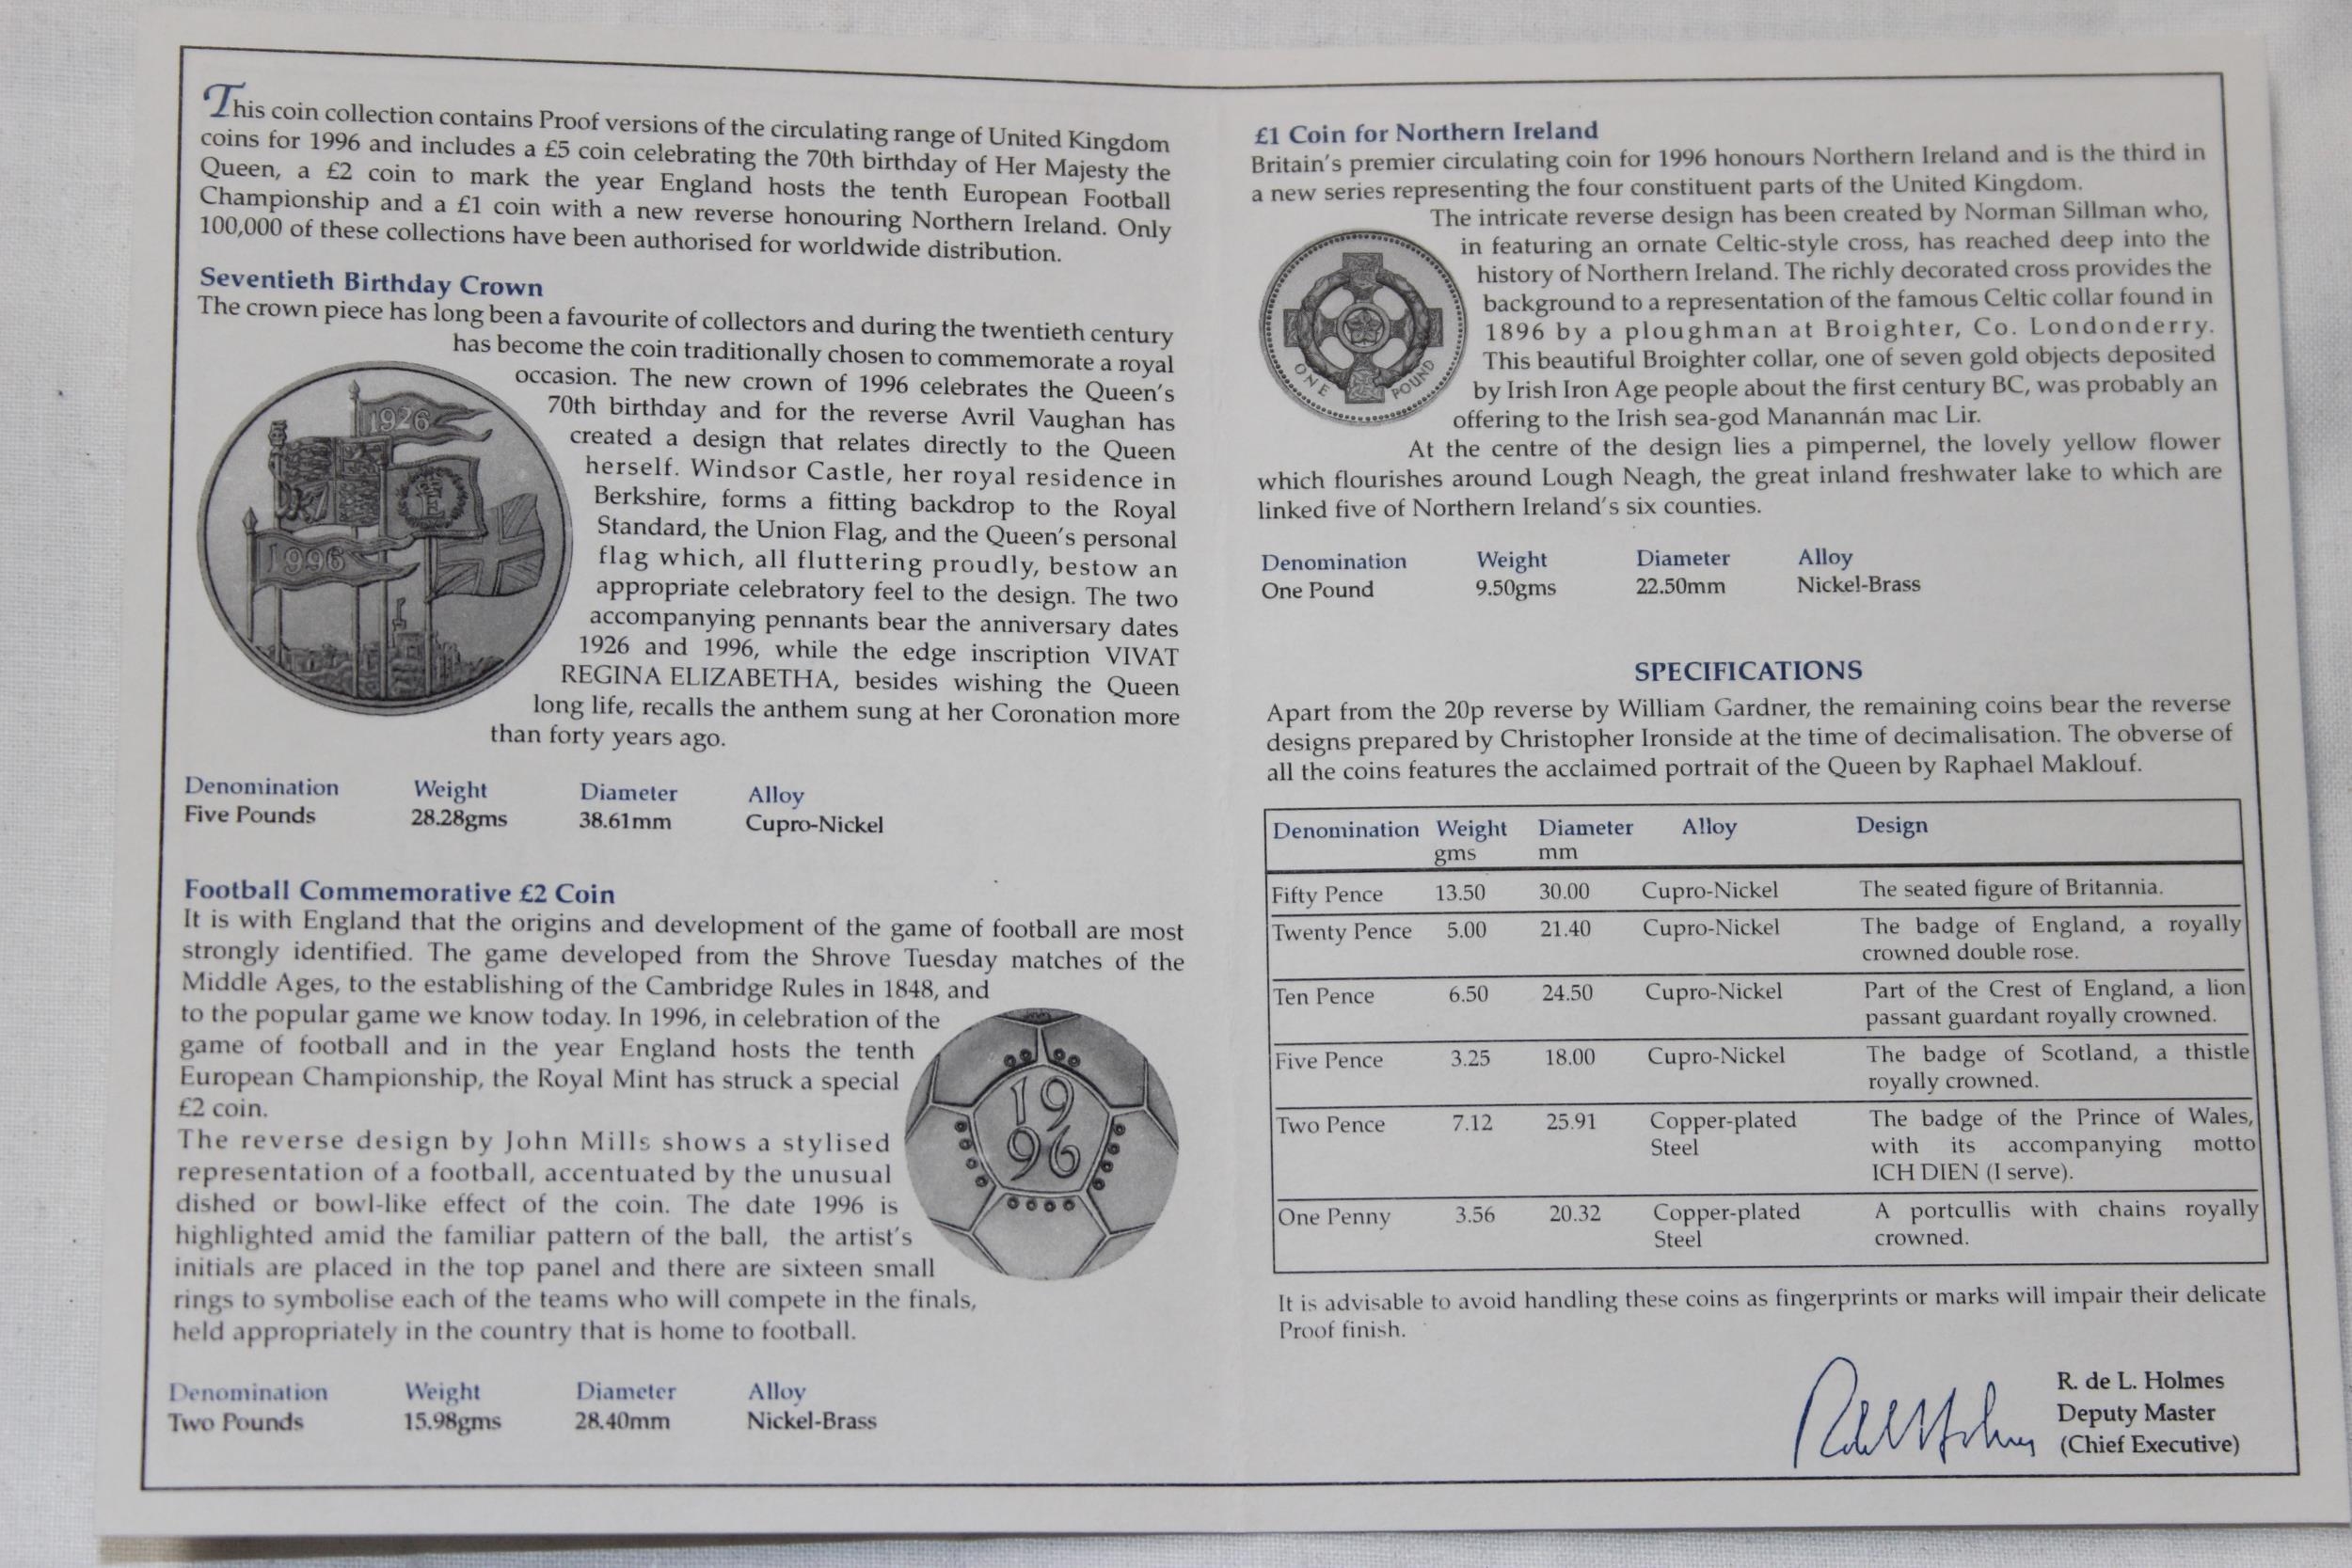 This coin collection contains Proof versions of the circulating range of United Kingdom
coins for 1996 and includes a £5 coin celebrating the 70th birthday of Her Majesty the
Queen, a £2 coin to mark the year England hosts the tenth European Football
Championship and a £1 coin with a new reverse honouring Northern Ireland. Only
100,000 of these collections have been authorised for worldwide distribution.
Seventieth Birthday Crown
The crown piece has long been a favourite of collectors and during the twentieth century
has become the coin traditionally chosen to commemorate a royal
occasion. The new crown of 1996 celebrates the Queen's
70th birthday and for the reverse Avril Vaughan has
created a design that relates directly to the Queen
herself. Windsor Castle, her royal residence in
Berkshire, forms a fitting backdrop to the Royal
Standard, the Union Flag, and the Queen's personal
flag which, all fluttering proudly, bestow an
appropriate celebratory feel to the design. The two
accompanying pennants bear the anniversary dates
1926 and 1996, while the edge inscription VIVAT
REGINA ELIZABETHA, besides wishing the Queen
long life, recalls the anthem sung at her Coronation more
than forty years ago.
1926
E
1996
Denomination Weight Diameter Alloy
Five Pounds 28.28gms 38.61mm Cupro-Nickel
Football Commemorative £2 Coin
It is with England that the origins and development of the game of football are most
strongly identified. The game developed from the Shrove Tuesday matches of the
Middle Ages, to the establishing of the Cambridge Rules in 1848, and
to the popular game we know today. In 1996, in celebration of the
game of football and in the year England hosts the tenth
European Championship, the Royal Mint has struck a special
£2 coin.
The reverse design by John Mills shows a stylised
representation of a football, accentuated by the unusual
dished or bowl-like effect of the coin. The date 1996 is
highlighted amid the familiar pattern of the ball, the artist's
initials are placed in the top panel and there are sixteen small
rings to symbolise each of the teams who will compete in the finals,
held appropriately in the country that is home to football.
19
96
Denomination Weight Diameter Alloy
Two Pounds 15.98gms 28.40mm Nickel-Brass
£1 Coin for Northern Ireland
Britain's premier circulating coin for 1996 honours Northern Ireland and is the third in
a new series representing the four constituent parts of the United Kingdom.
The intricate reverse design has been created by Norman Sillman who,
in featuring an ornate Celtic-style cross, has reached deep into the
history of Northern Ireland. The richly decorated cross provides the
background to a representation of the famous Celtic collar found in
1896 by a ploughman at Broighter, Co. Londonderry.
This beautiful Broighter collar, one of seven gold objects deposited
by Irish Iron Age people about the first century BC, was probably an
offering to the Irish sea-god Manannán mac Lir.
ONE POUND
At the centre of the design lies a pimpernel, the lovely yellow flower
which flourishes around Lough Neagh, the great inland freshwater lake to which are
linked five of Northern Ireland's six counties.
Denomination Weight Diameter Alloy
One Pound 9.50gms 22.50mm Nickel-Brass
SPECIFICATIONS
Apart from the 20p reverse by William Gardner, the remaining coins bear the reverse
designs prepared by Christopher Ironside at the time of decimalisation. The obverse of
all the coins features the acclaimed portrait of the Queen by Raphael Maklouf.
Denomination Weight Diameter Alloy Design
gms mm
Fifty Pence 13.50 30.00 Cupro-Nickel The seated figure of Britannia.
Twenty Pence 5.00 21.40 Cupro-Nickel The badge of England, a royally
crowned double rose.
Ten Pence 6.50 24.50 Cupro-Nickel Part of the Crest of England, a lion
passant guardant royally crowned.
Five Pence 3.25 18.00 Cupro-Nickel The badge of Scotland, a thistle
royally crowned.
Two Pence 7.12 25.91 Copper-plated The badge of the Prince of Wales,
Steel with its accompanying motto
ICH DIEN (I serve).
One Penny 3.56 20.32 Copper-plated A portcullis with chains royally
Steel crowned.
It is advisable to avoid handling these coins as fingerprints or marks will impair their delicate
Proof finish.
R. de L. Holmes
Deputy Master
(Chief Executive)